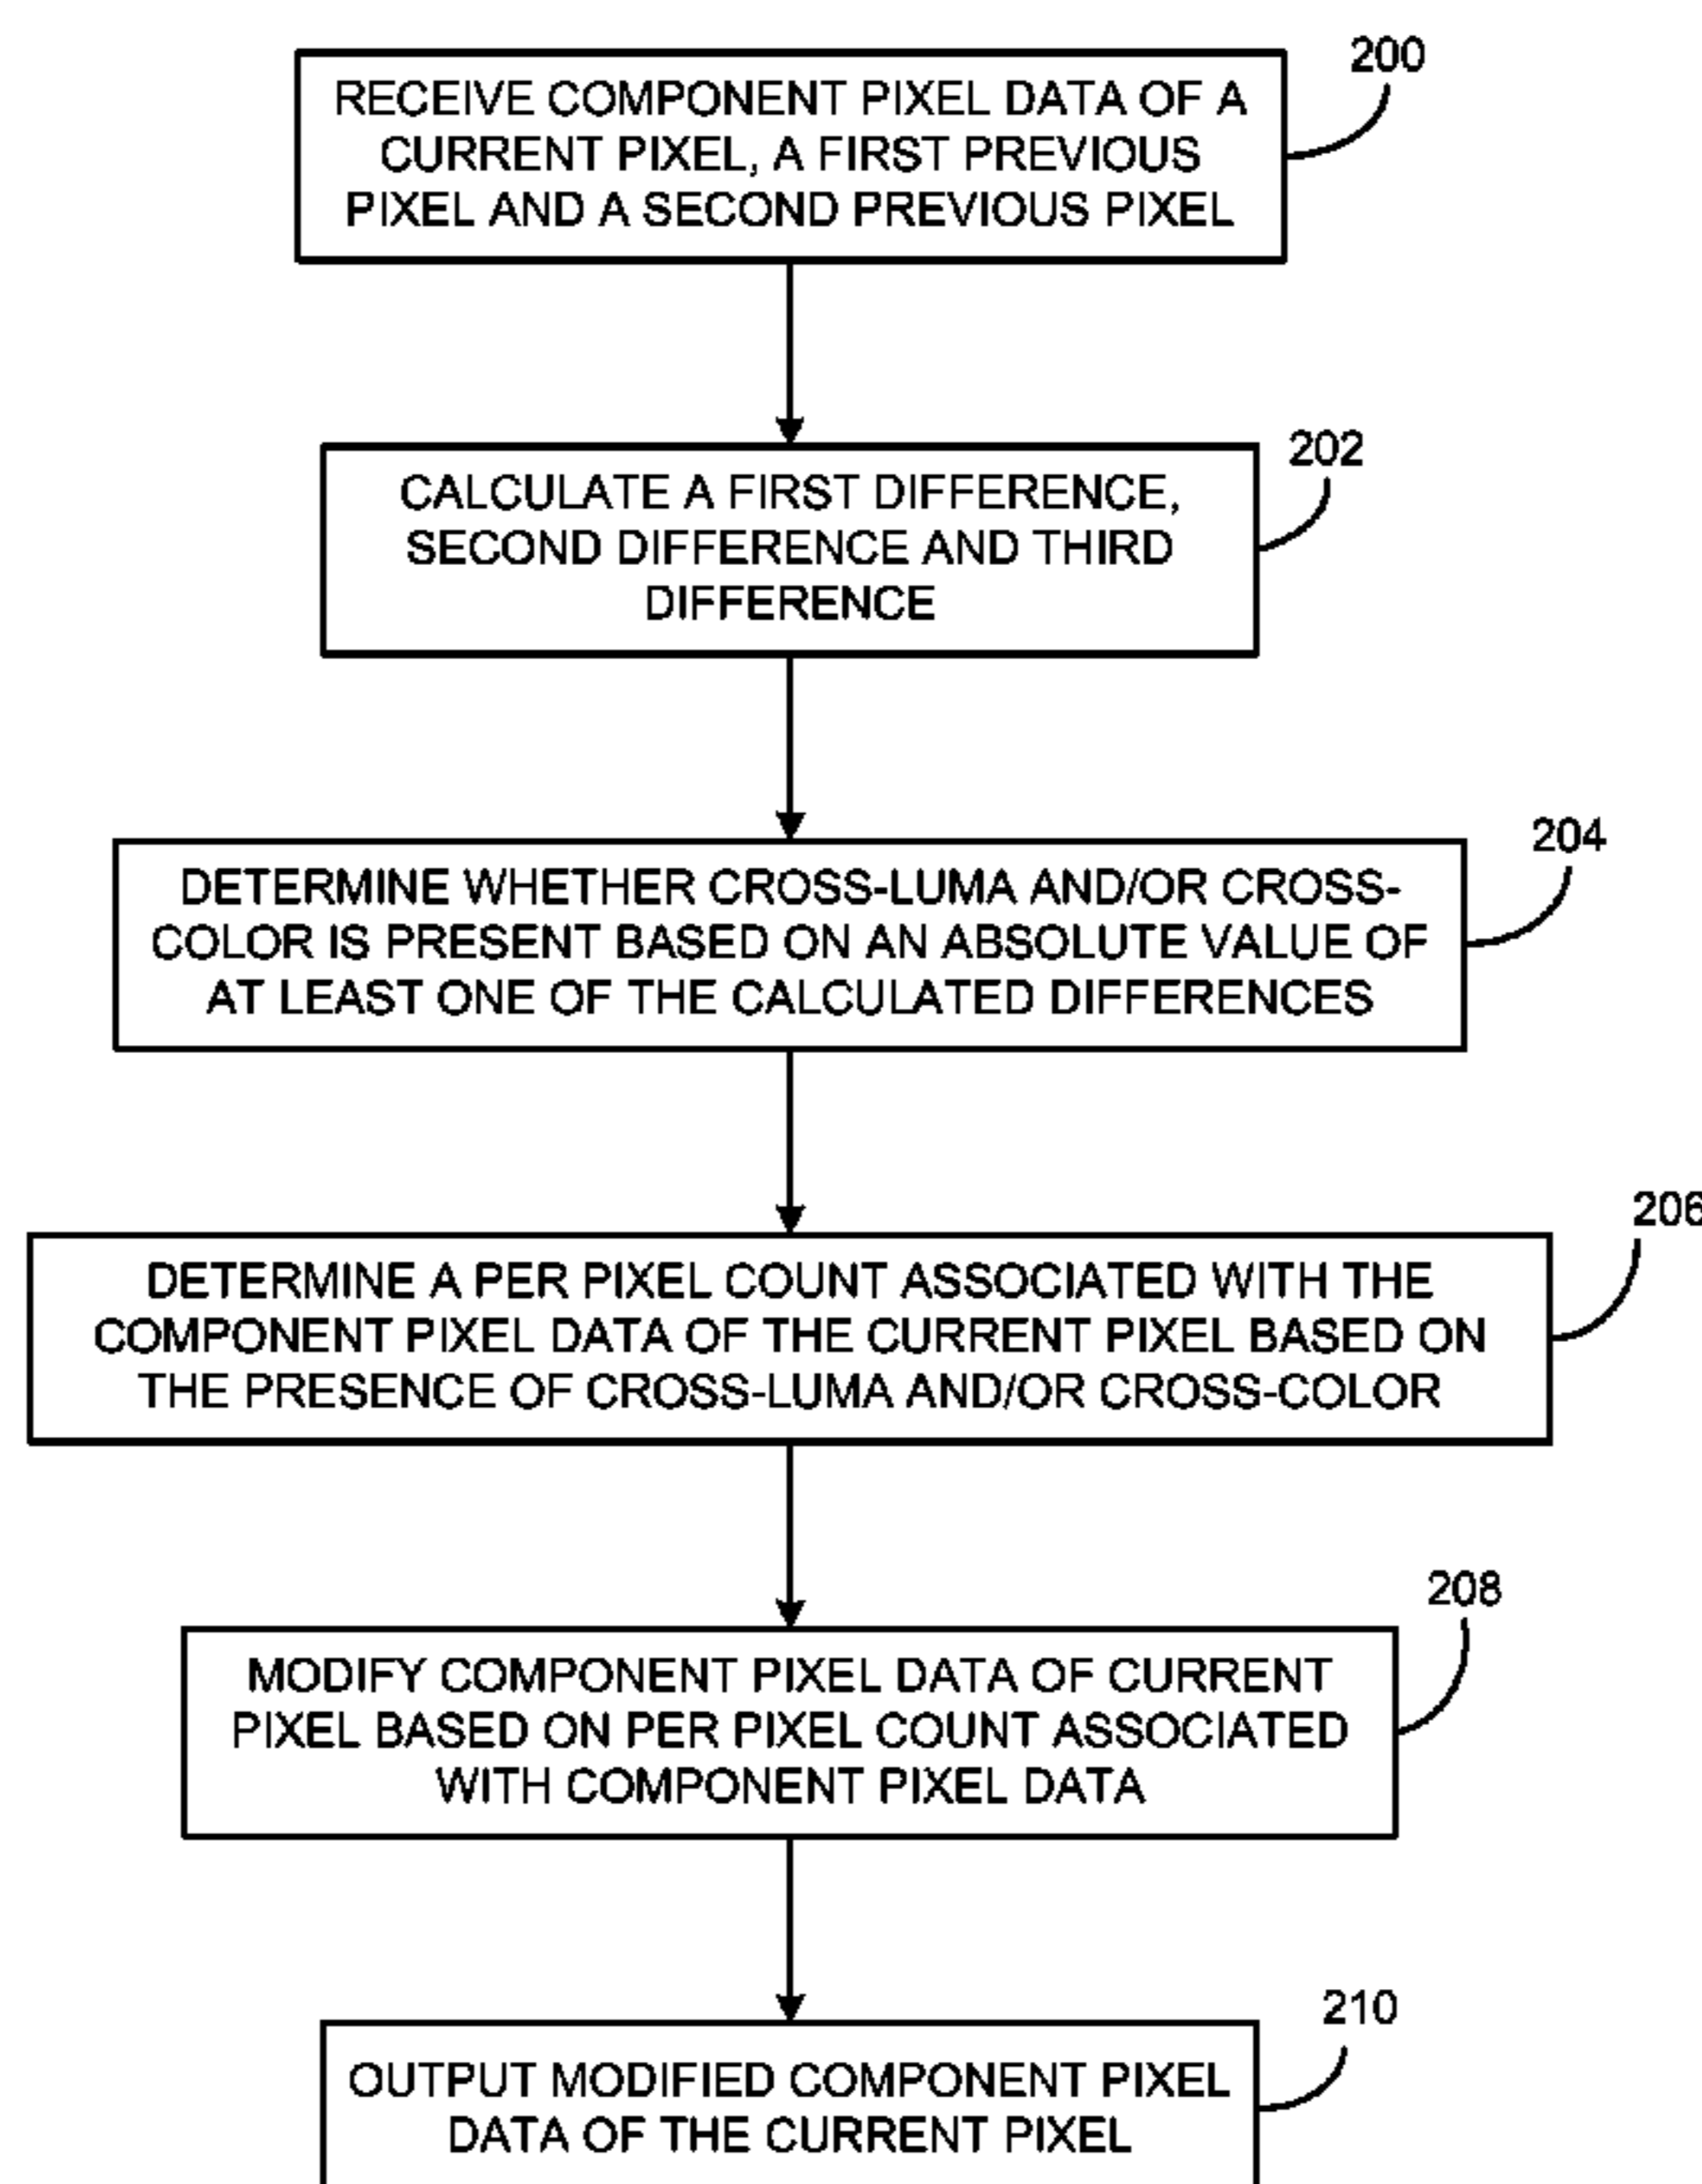 200
RECEIVE COMPONENT PIXEL DATA OF A
CURRENT PIXEL, A FIRST PREVIOUS
PIXEL AND A SECOND PREVIOUS PIXEL
202
CALCULATE A FIRST DIFFERENCE,
SECOND DIFFERENCE AND THIRD
DIFFERENCE
204
DETERMINE WHETHER CROSS-LUMA AND/OR CROSS-
COLOR IS PRESENT BASED ON AN ABSOLUTE VALUE OF
AT LEAST ONE OF THE CALCULATED DIFFERENCES
206
DETERMINE A PER PIXEL COUNT ASSOCIATED WITH THE
COMPONENT PIXEL DATA OF THE CURRENT PIXEL BASED ON
THE PRESENCE OF CROSS-LUMA AND/OR CROSS-COLOR
208
MODIFY COMPONENT PIXEL DATA OF CURRENT
PIXEL BASED ON PER PIXEL COUNT ASSOCIATED
WITH COMPONENT PIXEL DATA
210
OUTPUT MODIFIED COMPONENT PIXEL
DATA OF THE CURRENT PIXEL